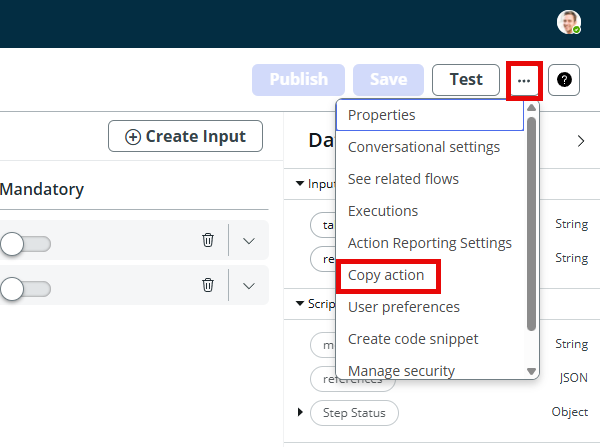 Publish
Save
Test
...
?
Properties
Create Input
Da
Conversational settings
Mandatory
See related flows
Inpu
Executions
ta
String
Action Reporting Settings
re
String
Copy action
Scrip
User preferences
Create code snippet
m
String
Manage security
references
JSON
Step Status
Object